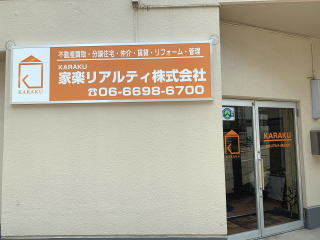 不動産買取・分譲住宅・仲介・賃貸・リフォーム・管理
KARAKU
家楽リアルティ株式会社
☎06-6698-6700
KARAKU
KARAKU